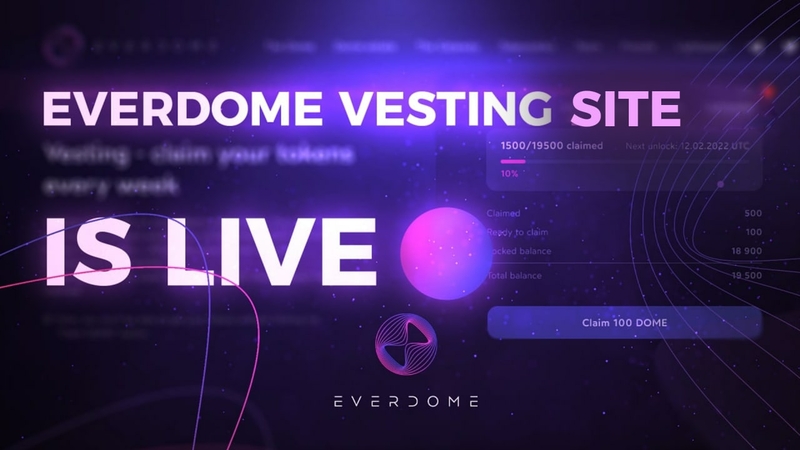 EVERDOME
EVERDOME VESTING SITE
1500/19500 claimed Next unlock: 12.02.2022 UTC
10%
Vesting - claim your tokens
every week
IS LIVE
Claimed 500
Ready to claim 100
Locked balance 18 900
Total balance 19 500
Claim 100 DOME
EVERDOME